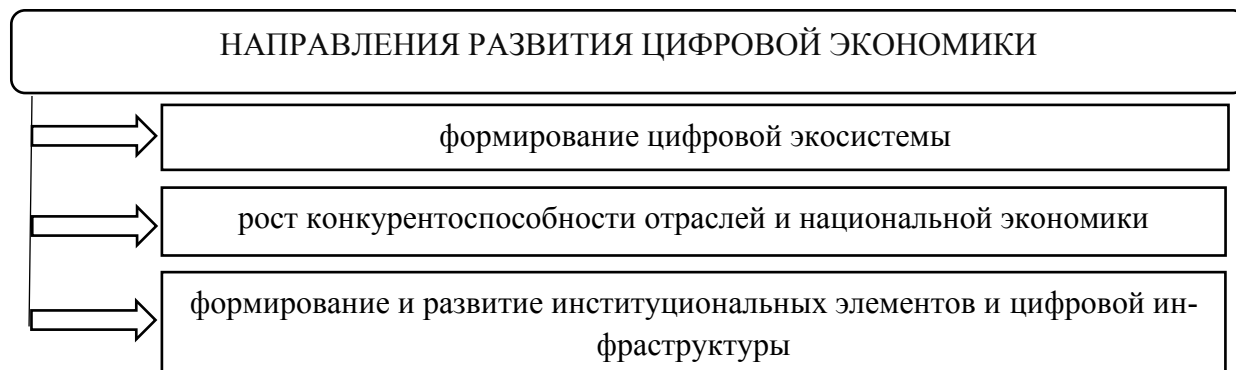 НАПРАВЛЕНИЯ РАЗВИТИЯ ЦИФРОВОЙ ЭКОНОМИКИ
формирование цифровой экосистемы
рост конкурентоспособности отраслей и национальной экономики
формирование и развитие институциональных элементов и цифровой ин-
фраструктуры